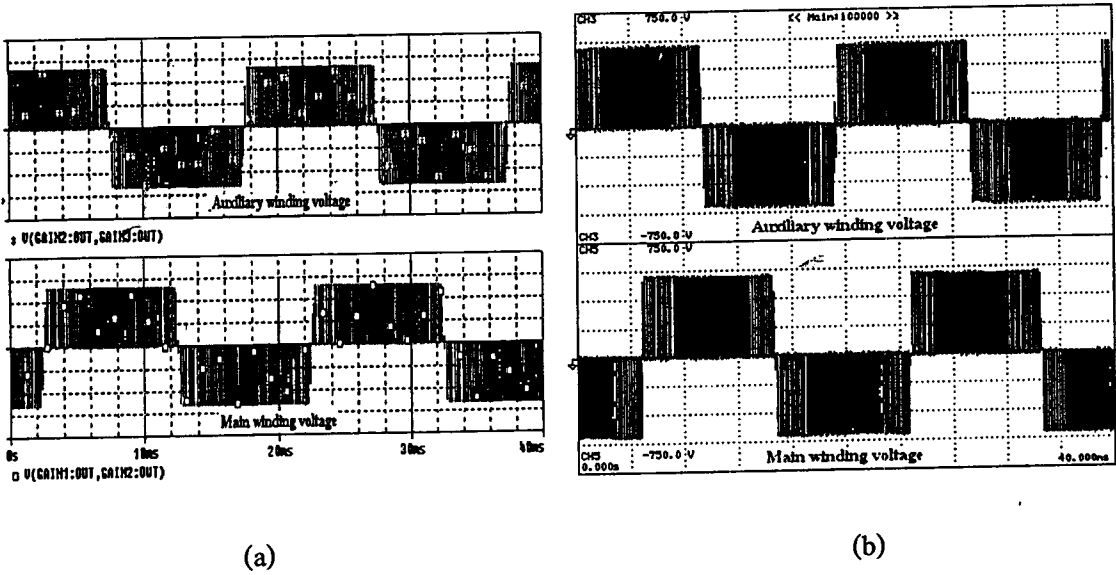 Auxiliary winding voltage
V(GAIN2:OUT,GAIN3:OUT)
Main winding voltage
0s 10ms 20ms 30ms 40ms
V(GAIN1:OUT,GAIN2:OUT)
(a)
CH3 750.0 V << Main:100000 >>
Auxiliary winding voltage
CH3 -750.0 V
CH5 750.0 V
Main winding voltage
CH5 -750.0 V
0.000s 40.000ms
(b)